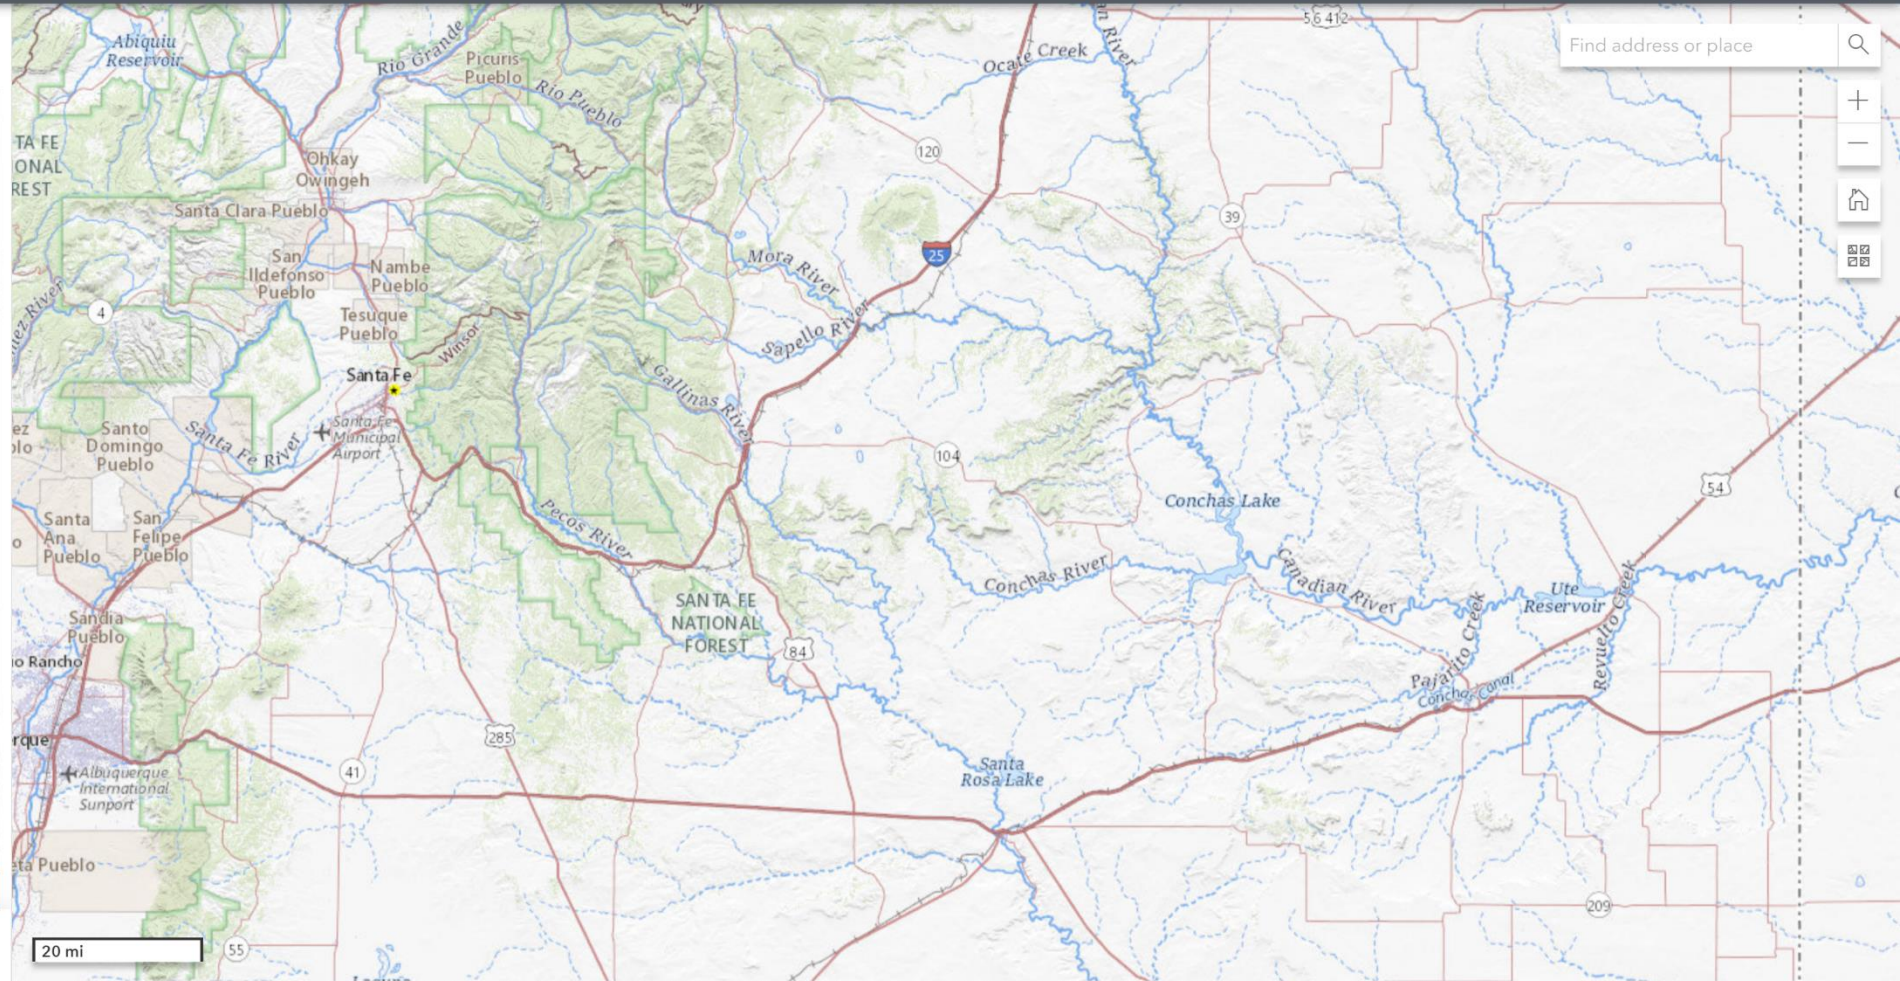 56 412
Find address or place
Abiquiu
Reservoir
Rio Grande
Picuris
Pueblo
Rio Pueblo
Ocate Creek
River
TA FE
ONAL
REST
Ohkay
Owingeh
Santa Clara Pueblo
120
39
San
Ildefonso
Pueblo
Nambe
Pueblo
Mora River
25
4
Tesuque
Pueblo
Winsor
Sapello River
Santa Fe
Gallinas River
Santa Fe
Municipal
Airport
Santo
Domingo
Pueblo
Santa Fe River
104
54
Conchas Lake
Santa
Ana
Pueblo
San
Felipe
Pueblo
Pecos River
Conchas River
Canadian River
Ute
Reservoir
Revuelto Creek
Pajarito Creek
Conchas Canal
SANTA FE
NATIONAL
FOREST
84
Sandia
Pueblo
io Rancho
rque
285
41
Albuquerque
International
Sunport
Santa
Rosa Lake
eta Pueblo
209
20 mi
55